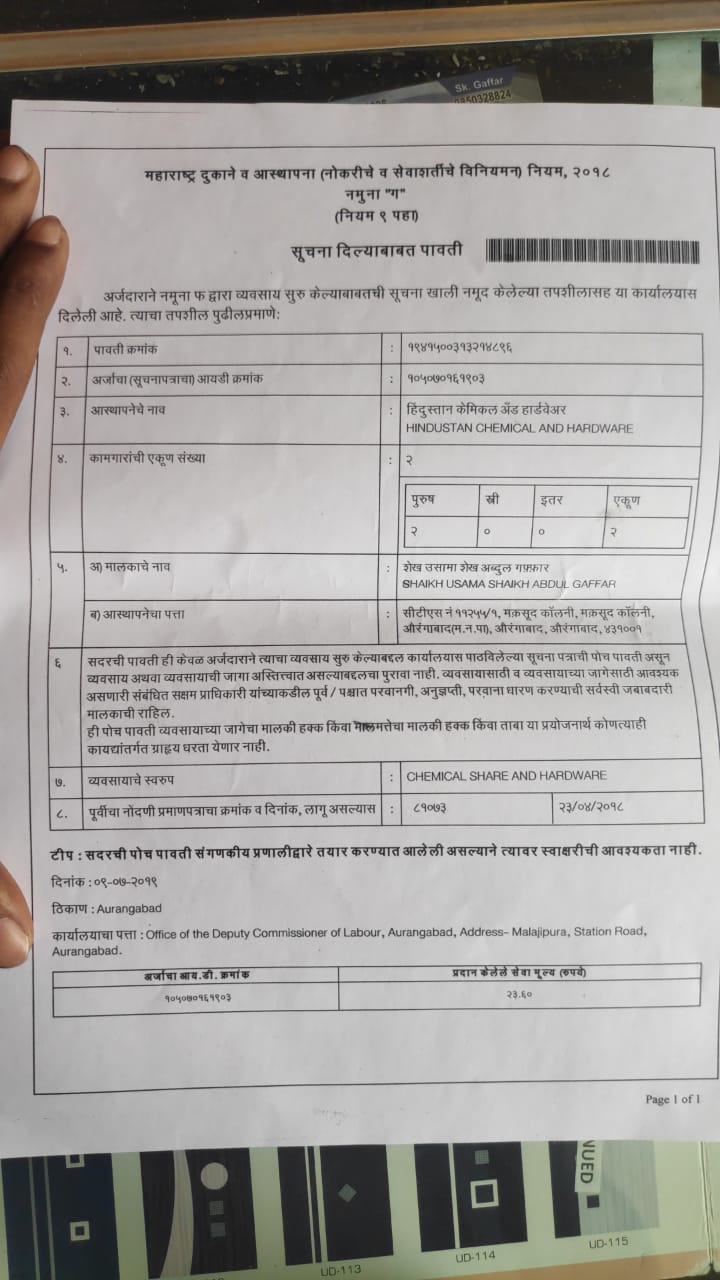 Sk. Gaffar
9850328824
महाराष्ट्र दुकाने व आस्थापना (नोकरीचे व सेवाशर्तीचे विनियमन) नियम, २०१८
नमुना "ग"
(नियम ९ पहा)
सूचना दिल्याबाबत पावती
अर्जदाराने नमूना फ द्वारा व्यवसाय सुरु केल्याबाबतची सूचना खाली नमूद केलेल्या तपशीलासह या कार्यालयास
दिलेली आहे. त्याचा तपशील पुढीलप्रमाणे:
१. पावती क्रमांक : १९४१५००३१३२१४८९६
२. अर्जाचा (सूचनापत्राचा) आयडी क्रमांक : १०५०७०१६१९०३
३. आस्थापनेचे नाव : हिंदुस्तान केमिकल अँड हार्डवेअर
HINDUSTAN CHEMICAL AND HARDWARE
४. कामगारांची एकूण संख्या : २
पुरुष स्त्री इतर एकूण
२ ० ० २
५. अ) मालकाचे नाव : शेख उसामा शेख अब्दुल गफ़्फ़ार
SHAIKH USAMA SHAIKH ABDUL GAFFAR
ब) आस्थापनेचा पत्ता : सीटीएस नं ११२५५/१, मक़सूद कॉलनी, मक़सूद कॉलनी,
औरंगाबाद(म.न.पा), औरंगाबाद, औरंगाबाद, ४३१००१
६ सदरची पावती ही केवळ अर्जदाराने त्याचा व्यवसाय सुरु केल्याबद्दल कार्यालयास पाठविलेल्या सूचना पत्राची पोच पावती असून
व्यवसाय अथवा व्यवसायाची जागा अस्तित्त्वात असल्याबद्दलचा पुरावा नाही. व्यवसायासाठी व व्यवसायाच्या जागेसाठी आवश्यक
असणारी संबंधित सक्षम प्राधिकारी यांच्याकडील पूर्व / पश्चात परवानगी, अनुज्ञप्ती, परवाना धारण करण्याची सर्वस्वी जबाबदारी
मालकाची राहिल.
ही पोच पावती व्यवसायाच्या जागेचा मालकी हक्क किंवा मालमत्तेचा मालकी हक्क किंवा ताबा या प्रयोजनार्थ कोणत्याही
कायद्यांतर्गत ग्राह्य धरता येणार नाही.
७. व्यवसायाचे स्वरुप : CHEMICAL SHARE AND HARDWARE
८. पूर्वीचा नोंदणी प्रमाणपत्राचा क्रमांक व दिनांक, लागू असल्यास : ८१०७३ २३/०४/२०१८
टीप : सदरची पोच पावती संगणकीय प्रणालीद्वारे तयार करण्यात आलेली असल्याने त्यावर स्वाक्षरीची आवश्यकता नाही.
दिनांक : ०९-०७-२०१९
ठिकाण : Aurangabad
कार्यालयाचा पत्ता : Office of the Deputy Commissioner of Labour, Aurangabad, Address- Malajipura, Station Road,
Aurangabad.
अर्जाचा आय.डी. क्रमांक प्रदान केलेले सेवा मूल्य (रुपये)
१०५०७०१६१९०३ २३.६०
Page 1 of 1
NUED
UD-113
UD-114
UD-115